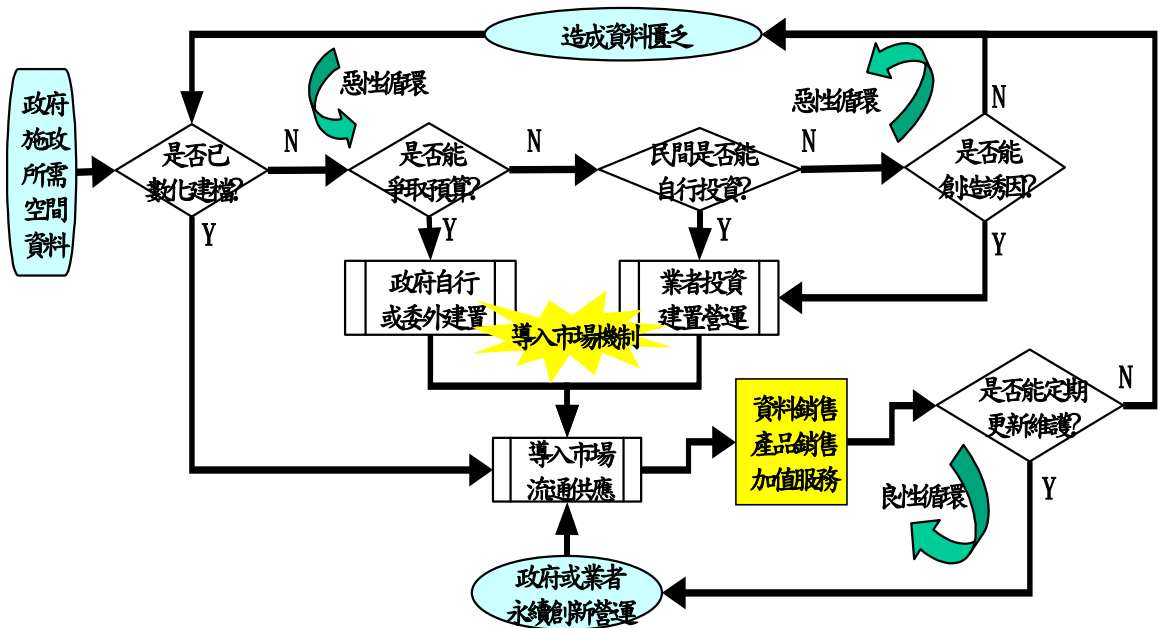 造成資料匱乏
政府
施政
所需
空間
資料
惡性循環
惡性循環
是否已
數化建檔?
N
是否能
爭取預算?
N
民間是否能
自行投資?
N
是否能
創造誘因?
N
Y
Y
Y
Y
政府自行
或委外建置
業者投資
建置營運
導入市場機制
資料銷售
產品銷售
加值服務
是否能定期
更新維護?
N
Y
導入市場
流通供應
良性循環
政府或業者
永續創新營運